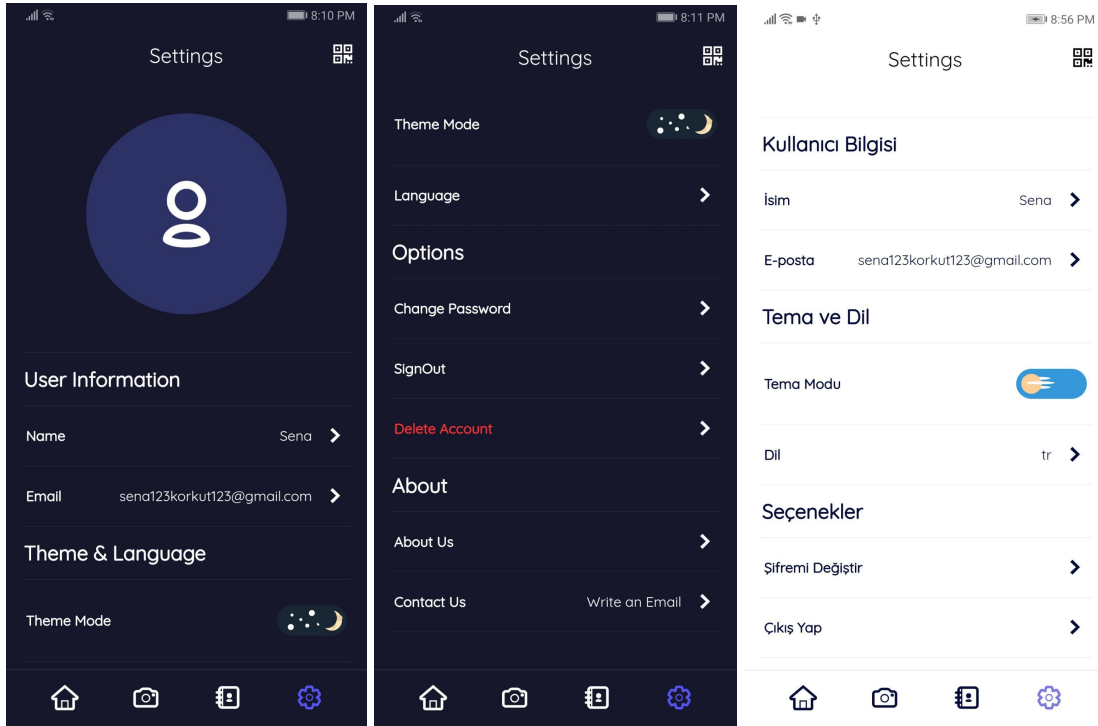 8:10 PM
Settings
User Information
Name Sena
Email sena123korkut123@gmail.com
Theme & Language
Theme Mode
8:11 PM
Settings
Theme Mode
Language
Options
Change Password
SignOut
Delete Account
About
About Us
Contact Us Write an Email
8:56 PM
Settings
Kullanıcı Bilgisi
İsim Sena
E-posta sena123korkut123@gmail.com
Tema ve Dil
Tema Modu
Dil tr
Seçenekler
Şifremi Değiştir
Çıkış Yap